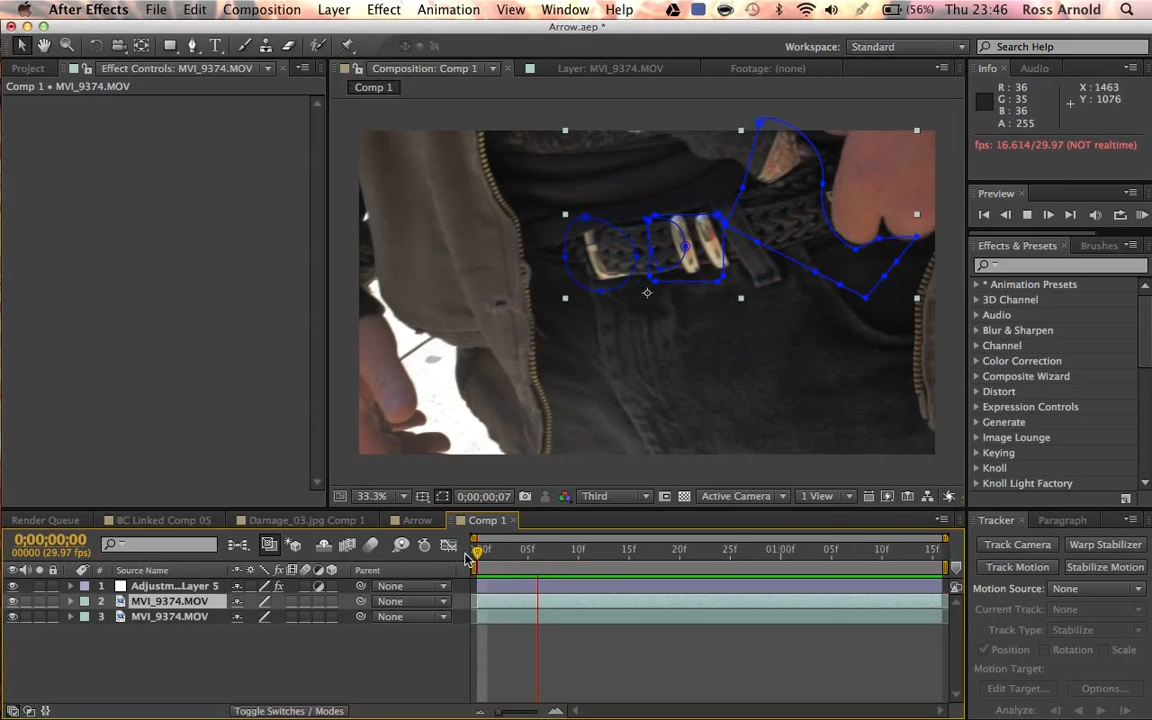 After Effects File Edit Composition Layer Effect Animation View Window Help (56%) Thu 23:46 Ross Arnold
Arrow.aep *
Workspace: Standard Search Help
Project Effect Controls: MVI_9374.MOV Composition: Comp 1 Layer: MVI_9374.MOV Footage: (none) Info Audio
Comp 1 • MVI_9374.MOV Comp 1
R: 36 X: 1463
G: 35 Y: 1076
B: 36
A: 255
fps: 16.614/29.97 (NOT realtime)
Preview
Effects & Presets Brushes
* Animation Presets
3D Channel
Audio
Blur & Sharpen
Channel
Color Correction
Composite Wizard
Distort
Expression Controls
Generate
Image Lounge
Keying
Knoll
Knoll Light Factory
33.3% 0;00;00;07 Third Active Camera 1 View
Render Queue BC Linked Comp 05 Damage_03.jpg Comp 1 Arrow Comp 1 Tracker Paragraph
0;00;00;00
00000 (29.97 fps)
00f 05f 10f 15f 20f 25f 01:00f 05f 10f 15f
# Source Name Parent
1 Adjustm...Layer 5 None
2 MVI_9374.MOV None
3 MVI_9374.MOV None
Track Camera Warp Stabilizer
Track Motion Stabilize Motion
Motion Source: None
Current Track: None
Track Type: Stabilize
Position Rotation Scale
Motion Target:
Edit Target... Options...
Analyze:
Toggle Switches / Modes